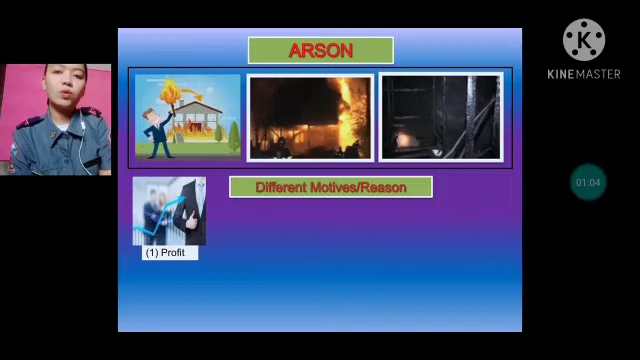 ARSON
K
KINEMASTER
01:04
Different Motives/Reason
(1) Profit